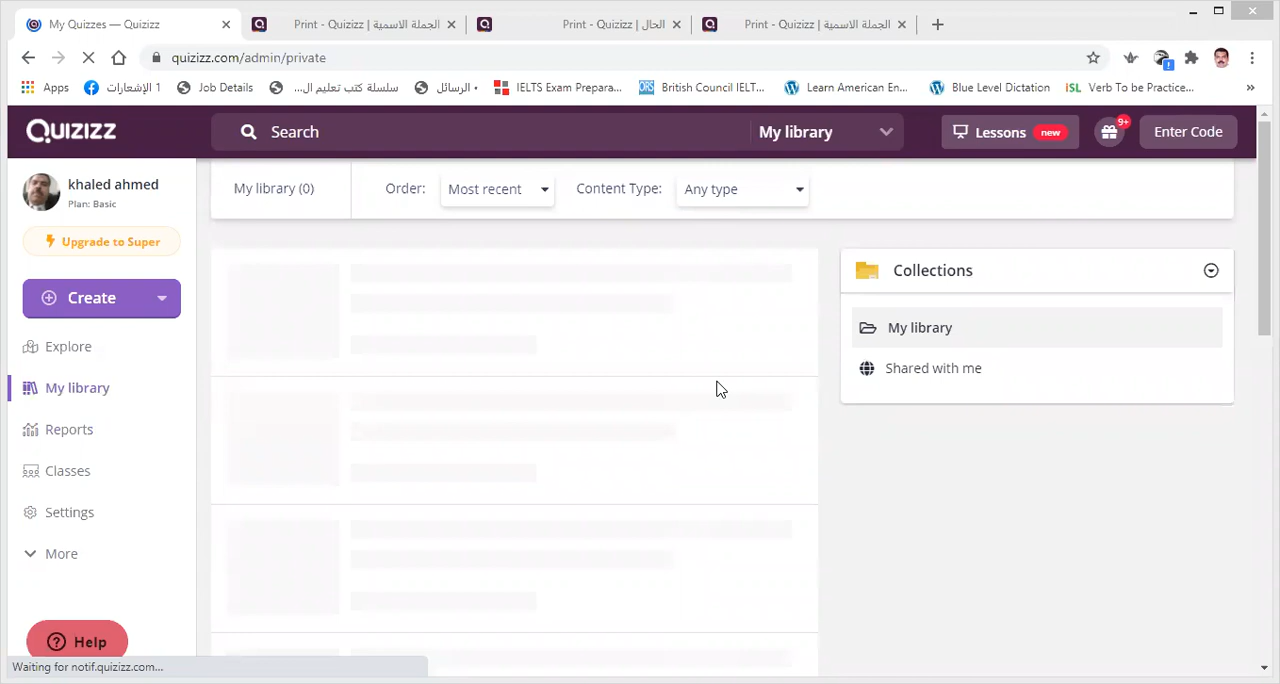 My Quizzes — Quizizz
Print - Quizizz | الجملة الاسمية
Print - Quizizz | الحال
Print - Quizizz | الجملة الاسمية
quizizz.com/admin/private
Apps
1 الإشعارات
Job Details
سلسلة كتب تعليم ال...
• الرسائل
IELTS Exam Prepara...
ORS
British Council IELT...
Learn American En...
Blue Level Dictation
iSL
Verb To be Practice...
»
Quizizz
Search
My library
Lessons new
9+
Enter Code
khaled ahmed
Plan: Basic
Upgrade to Super
Create
Explore
My library
Reports
Classes
Settings
More
Help
My library (0)
Order:
Most recent
Content Type:
Any type
Collections
My library
Shared with me
Waiting for notif.quizizz.com...